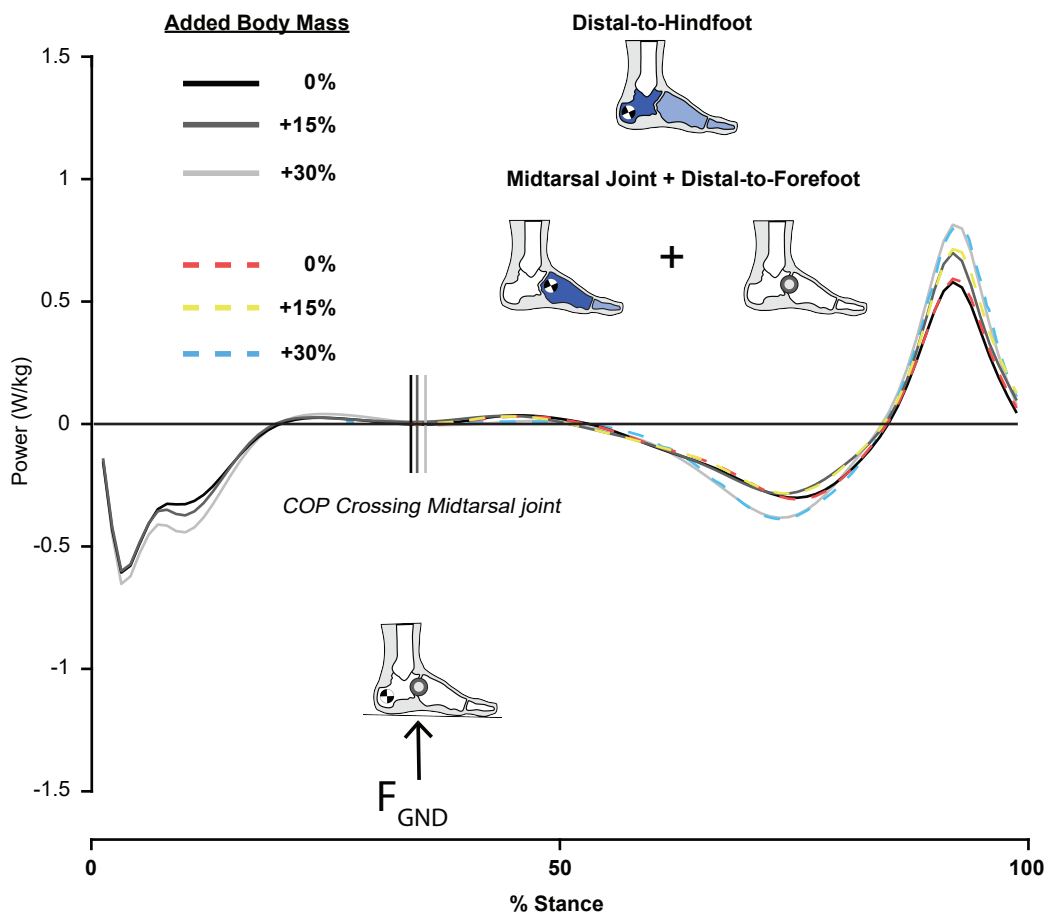 Added Body Mass
0%
+15%
+30%
0%
+15%
+30%
Distal-to-Hindfoot
Midtarsal Joint + Distal-to-Forefoot
+
1.5
1
0.5
0
-0.5
-1
-1.5
Power (W/kg)
COP Crossing Midtarsal joint
FGND
0
50
100
% Stance